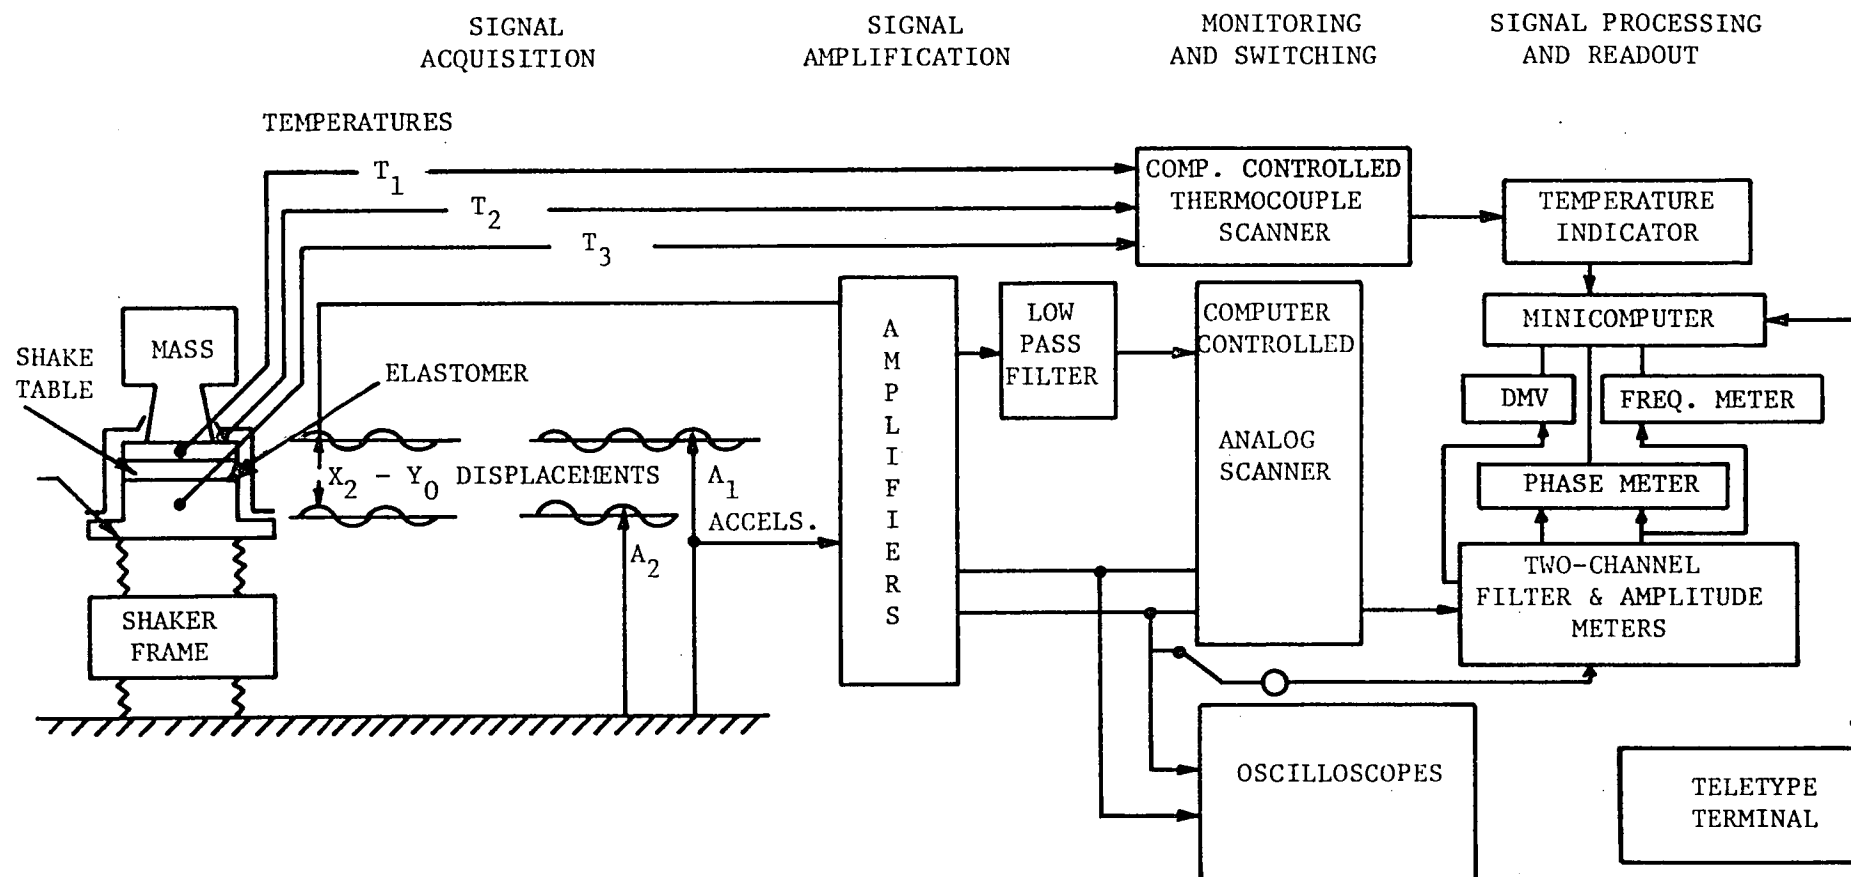 SIGNAL
ACQUISITION
SIGNAL
AMPLIFICATION
MONITORING
AND SWITCHING
SIGNAL PROCESSING
AND READOUT
TEMPERATURES
T1
T2
T3
COMP. CONTROLLED
THERMOCOUPLE
SCANNER
TEMPERATURE
INDICATOR
MASS
SHAKE
TABLE
ELASTOMER
X2 - Y0 DISPLACEMENTS
A1
ACCELS.
A2
SHAKER
FRAME
AMPLIFIERS
LOW
PASS
FILTER
COMPUTER
CONTROLLED
ANALOG
SCANNER
MINICOMPUTER
DMV
FREQ. METER
PHASE METER
TWO-CHANNEL
FILTER & AMPLITUDE
METERS
OSCILLOSCOPES
TELETYPE
TERMINAL